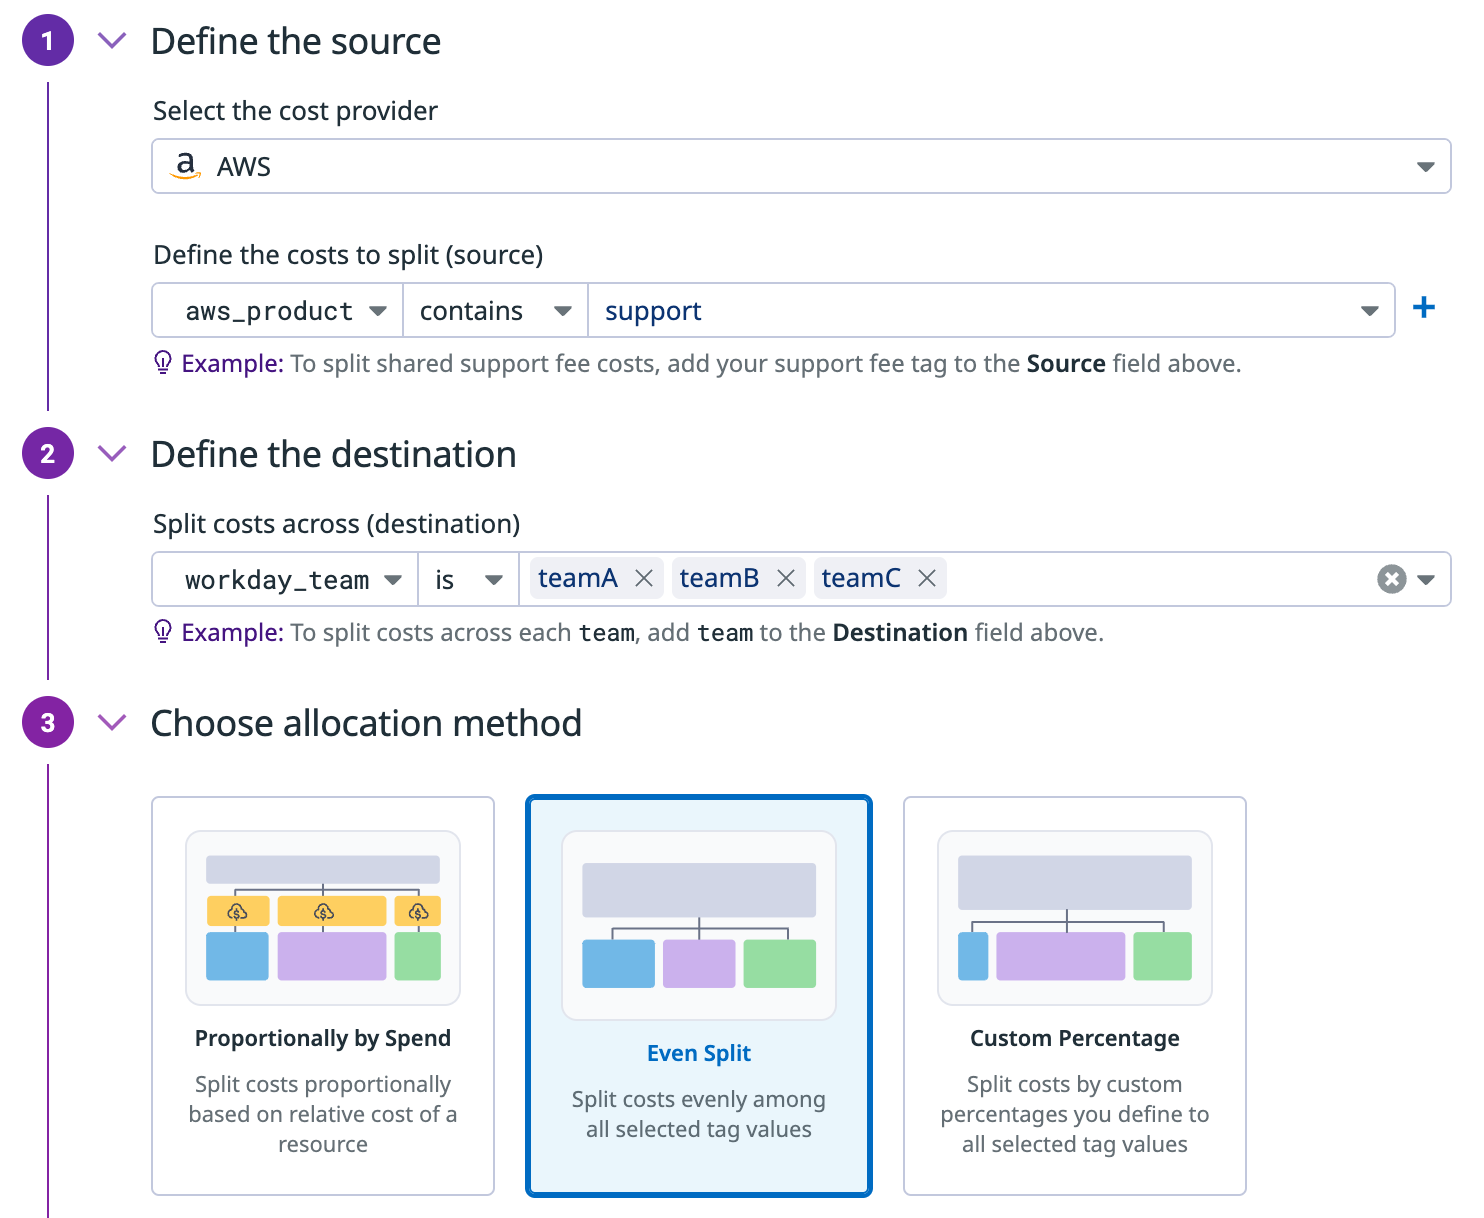 1
Define the source
Select the cost provider
a AWS
Define the costs to split (source)
aws_product contains support
Example: To split shared support fee costs, add your support fee tag to the Source field above.
2
Define the destination
Split costs across (destination)
workday_team is teamA teamB teamC
Example: To split costs across each team, add team to the Destination field above.
3
Choose allocation method
Proportionally by Spend
Split costs proportionally
based on relative cost of a
resource
Even Split
Split costs evenly among
all selected tag values
Custom Percentage
Split costs by custom
percentages you define to
all selected tag values